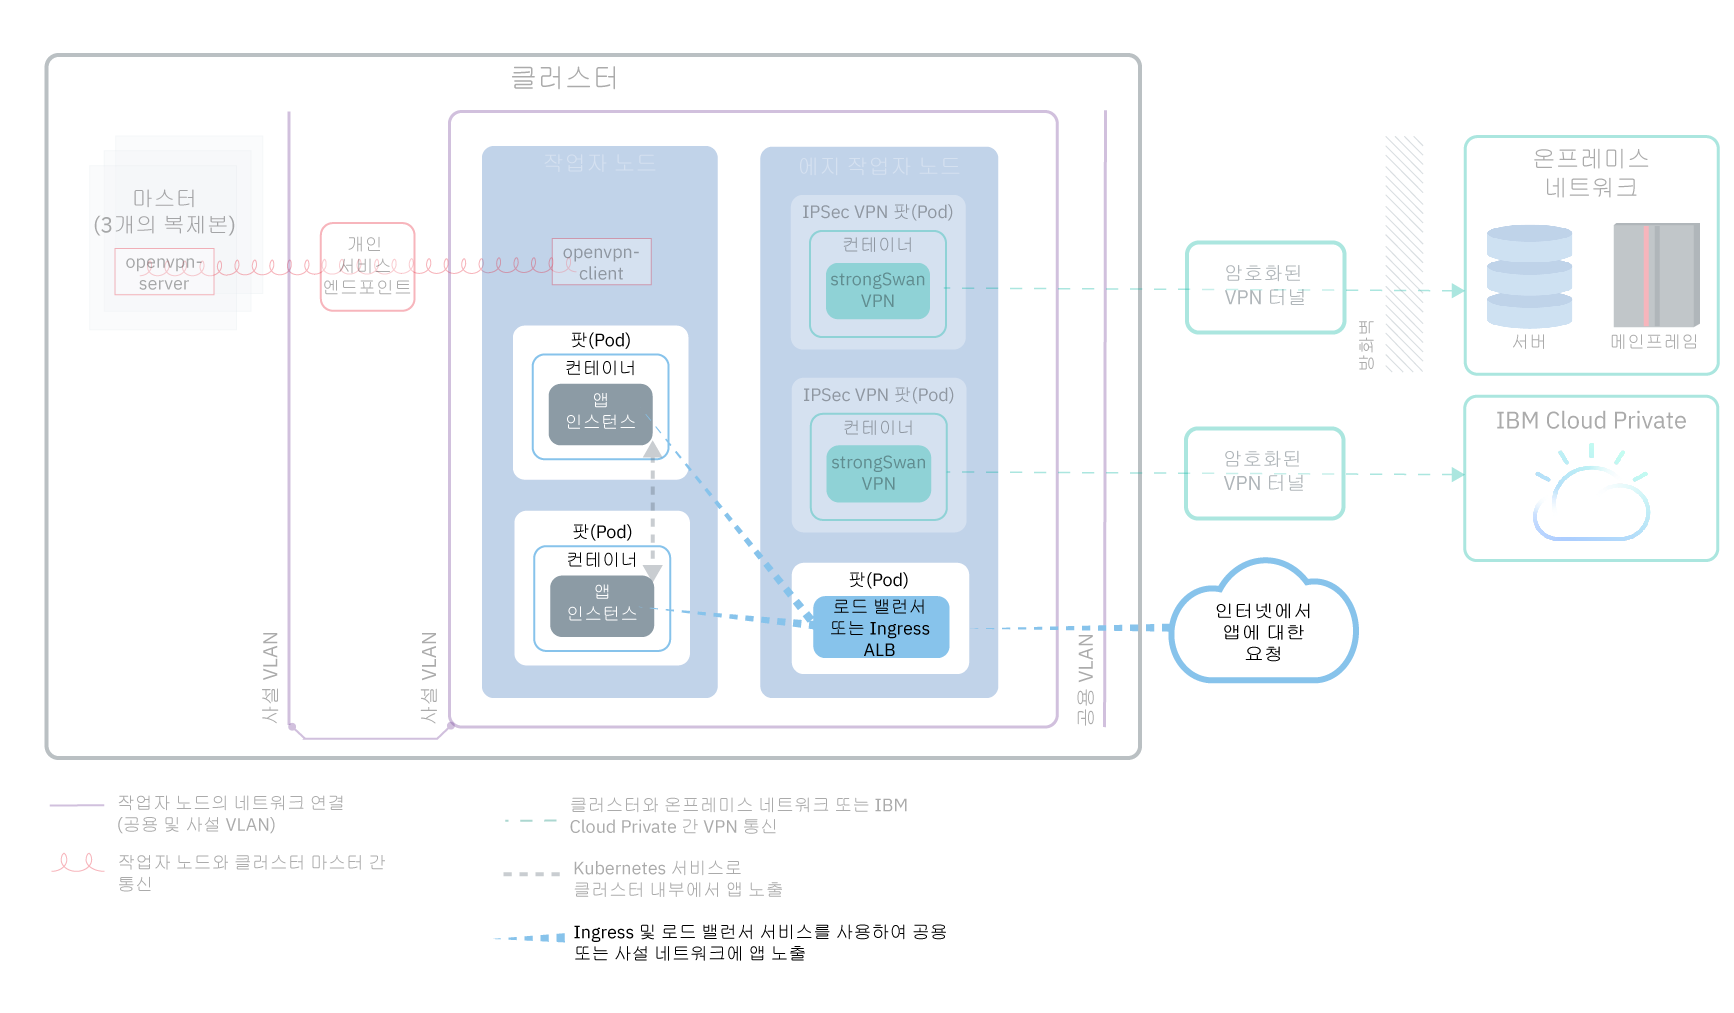 클러스터
마스터
(3개의 복제본)
openvpn-
server
개인
서비스
엔드포인트
사설 VLAN
사설 VLAN
작업자 노드
openvpn-
client
팟(Pod)
컨테이너
앱
인스턴스
팟(Pod)
컨테이너
앱
인스턴스
에지 작업자 노드
IPSec VPN 팟(Pod)
컨테이너
strongSwan
VPN
IPSec VPN 팟(Pod)
컨테이너
strongSwan
VPN
팟(Pod)
로드 밸런서
또는 Ingress
ALB
공용 VLAN
암호화된
VPN 터널
방화벽
암호화된
VPN 터널
온프레미스
네트워크
서버
메인프레임
IBM Cloud Private
인터넷에서
앱에 대한
요청
작업자 노드의 네트워크 연결
(공용 및 사설 VLAN)
작업자 노드와 클러스터 마스터 간
통신
클러스터와 온프레미스 네트워크 또는 IBM
Cloud Private 간 VPN 통신
Kubernetes 서비스로
클러스터 내부에서 앱 노출
Ingress 및 로드 밸런서 서비스를 사용하여 공용
또는 사설 네트워크에 앱 노출